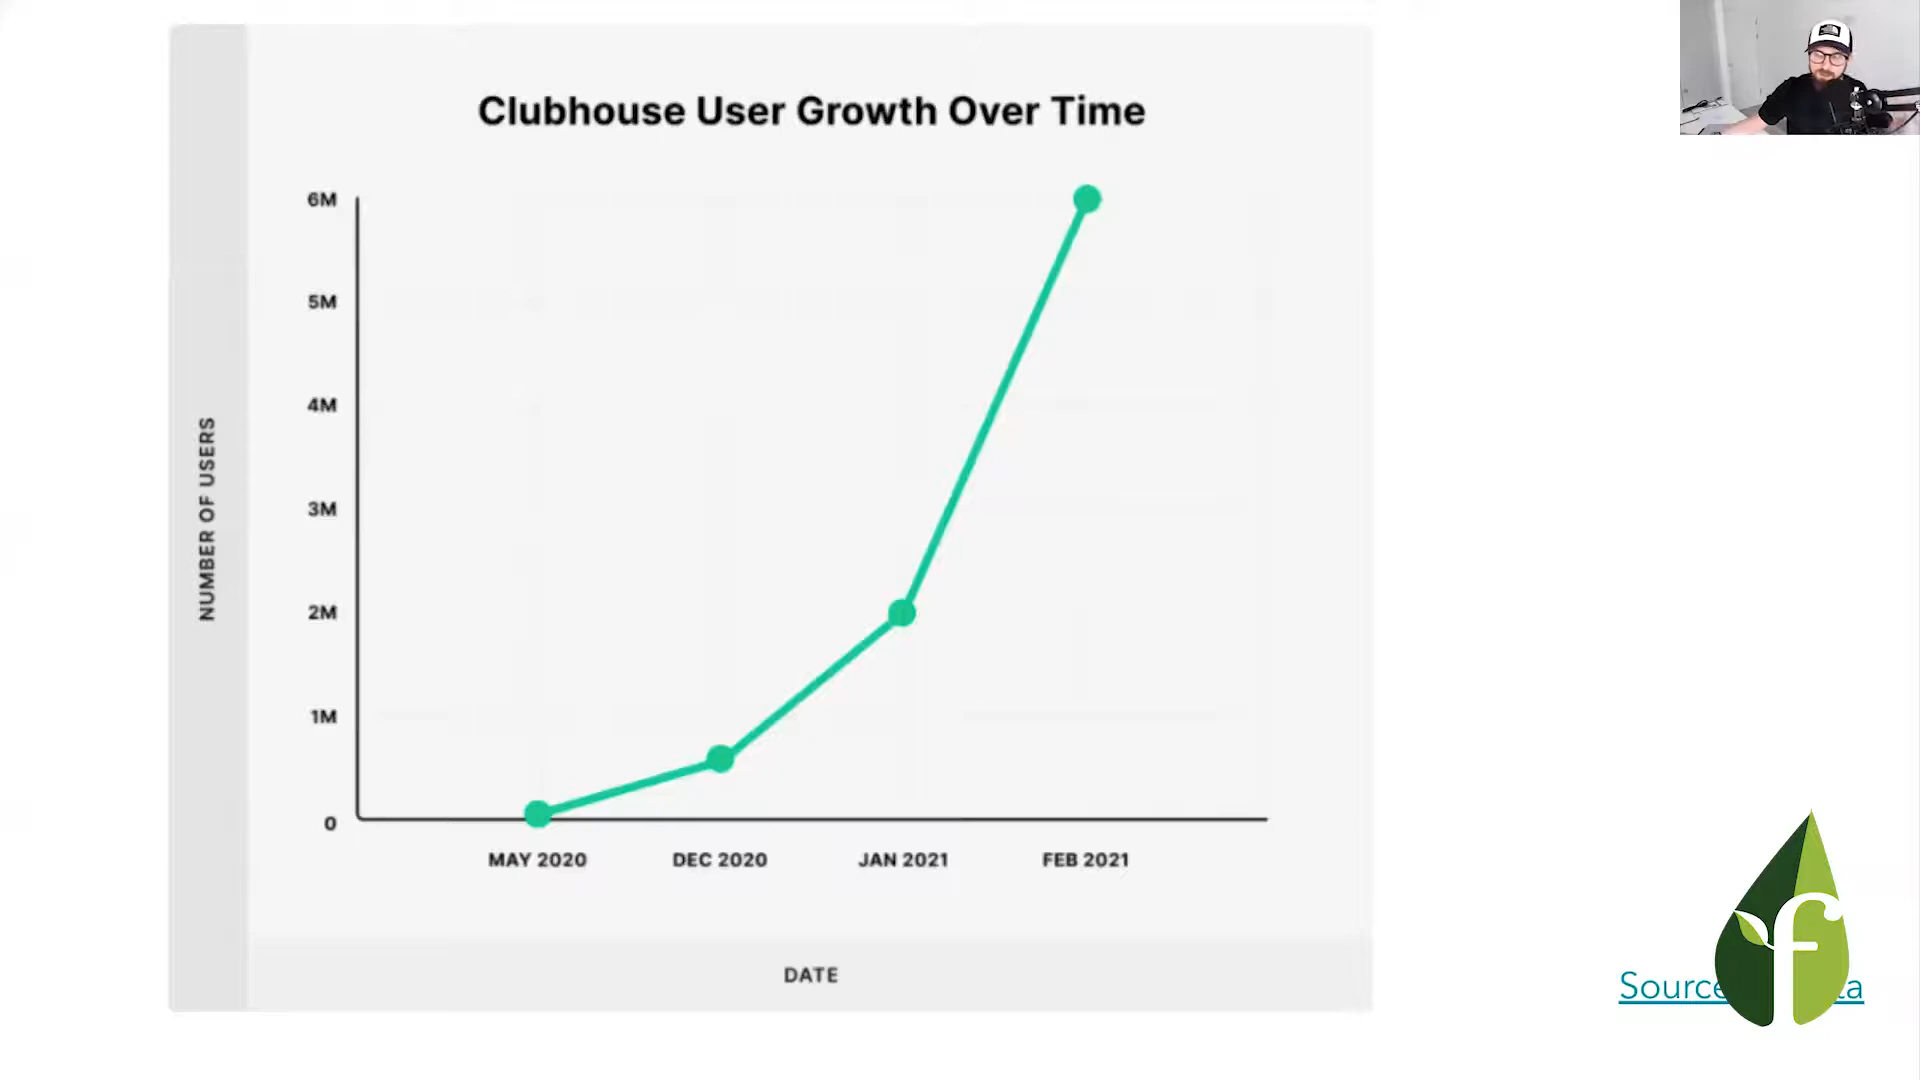 Clubhouse User Growth Over Time
6M
5M
4M
3M
2M
1M
0
NUMBER OF USERS
MAY 2020 DEC 2020 JAN 2021 FEB 2021
DATE
Source
f